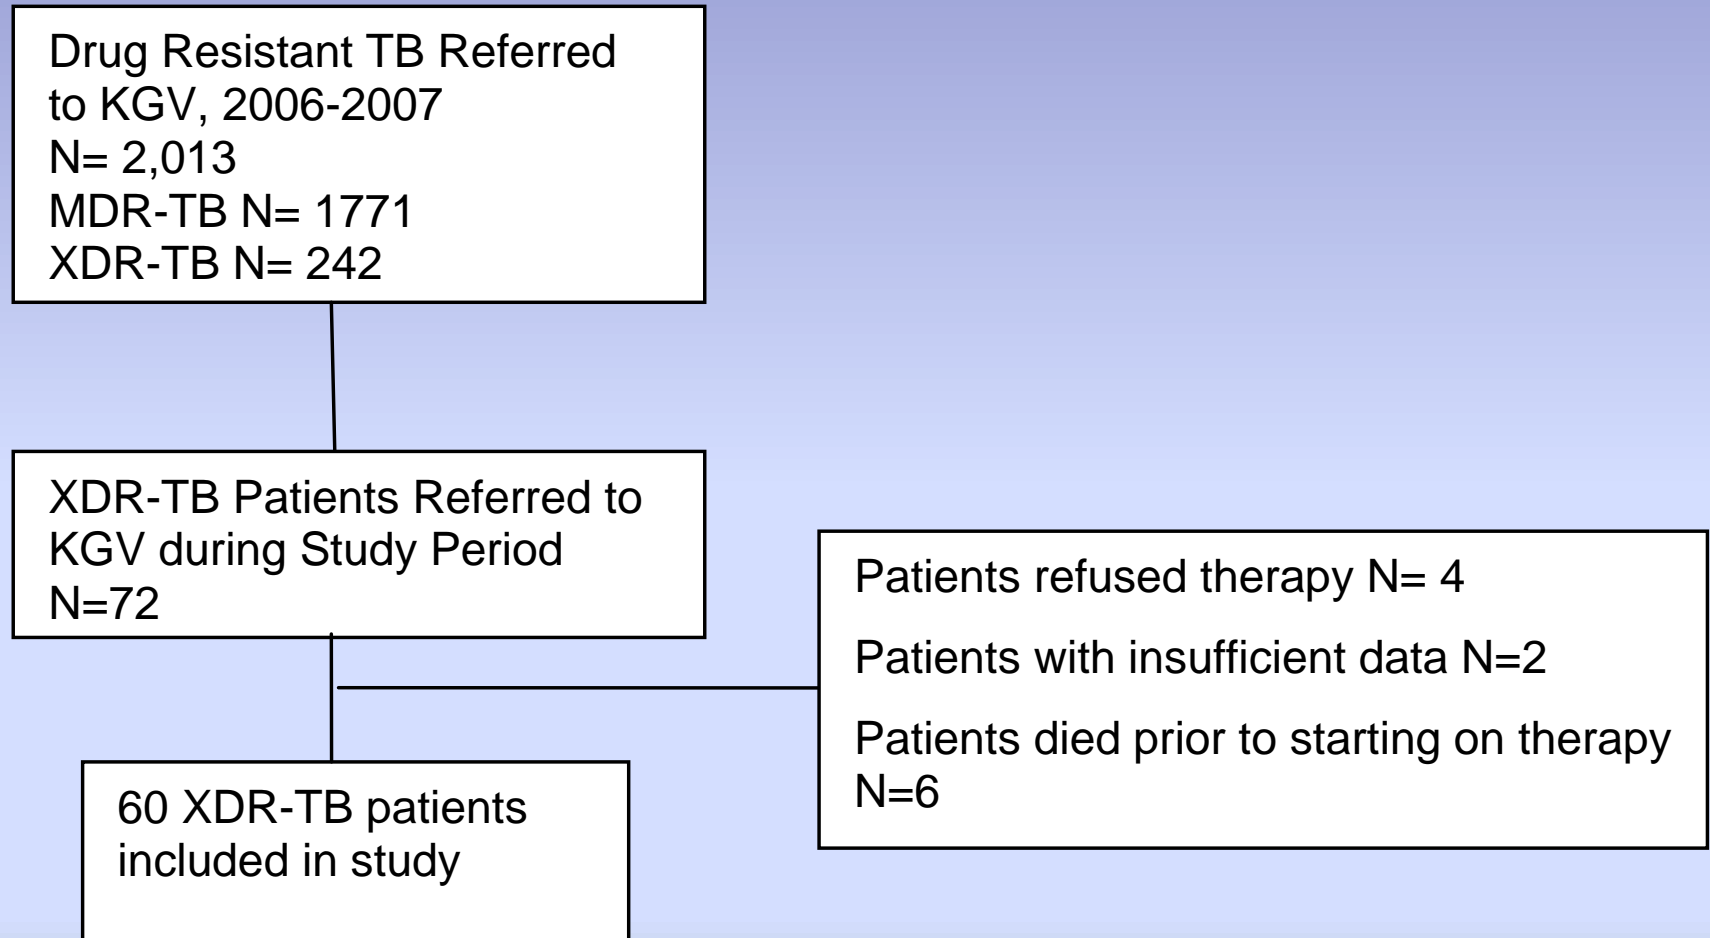 Drug Resistant TB Referred
to KGV, 2006-2007
N= 2,013
MDR-TB N= 1771
XDR-TB N= 242
XDR-TB Patients Referred to
KGV during Study Period
N=72
Patients refused therapy N= 4
Patients with insufficient data N=2
Patients died prior to starting on therapy
N=6
60 XDR-TB patients
included in study